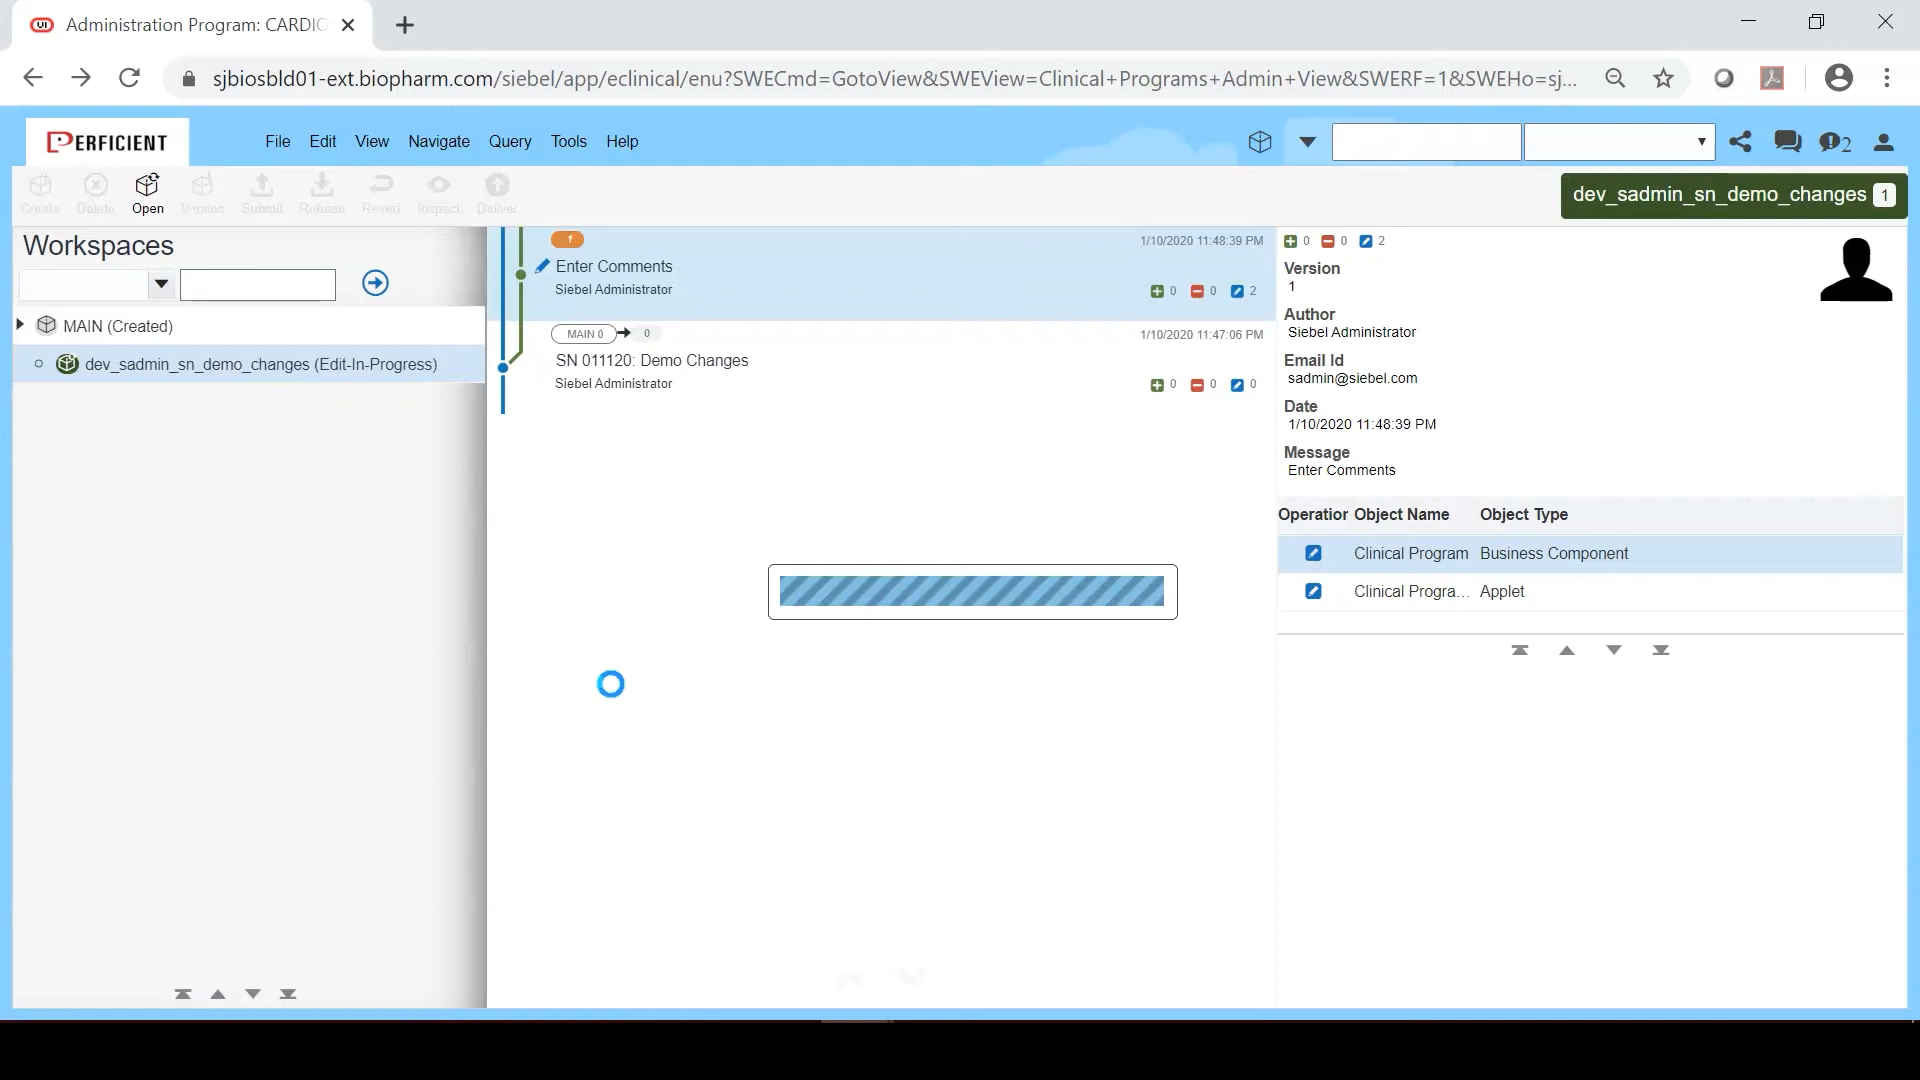 Administration Program: CARDIO
sjbiosbld01-ext.biopharm.com/siebel/app/eclinical/enu?SWECmd=GotoView&SWEView=Clinical+Programs+Admin+View&SWERF=1&SWEHo=sj...
PERFICIENT
File Edit View Navigate Query Tools Help
2
Create Delete Open Version Submit Rebase Revert Inspect Deliver
dev_sadmin_sn_demo_changes 1
Workspaces
MAIN (Created)
dev_sadmin_sn_demo_changes (Edit-In-Progress)
1 1/10/2020 11:48:39 PM
Enter Comments
Siebel Administrator
0 0 2
MAIN 0 0 1/10/2020 11:47:06 PM
SN 011120: Demo Changes
Siebel Administrator
0 0 0
0 0 2
Version
1
Author
Siebel Administrator
Email Id
sadmin@siebel.com
Date
1/10/2020 11:48:39 PM
Message
Enter Comments
Operation Object Name Object Type
Clinical Program Business Component
Clinical Progra... Applet